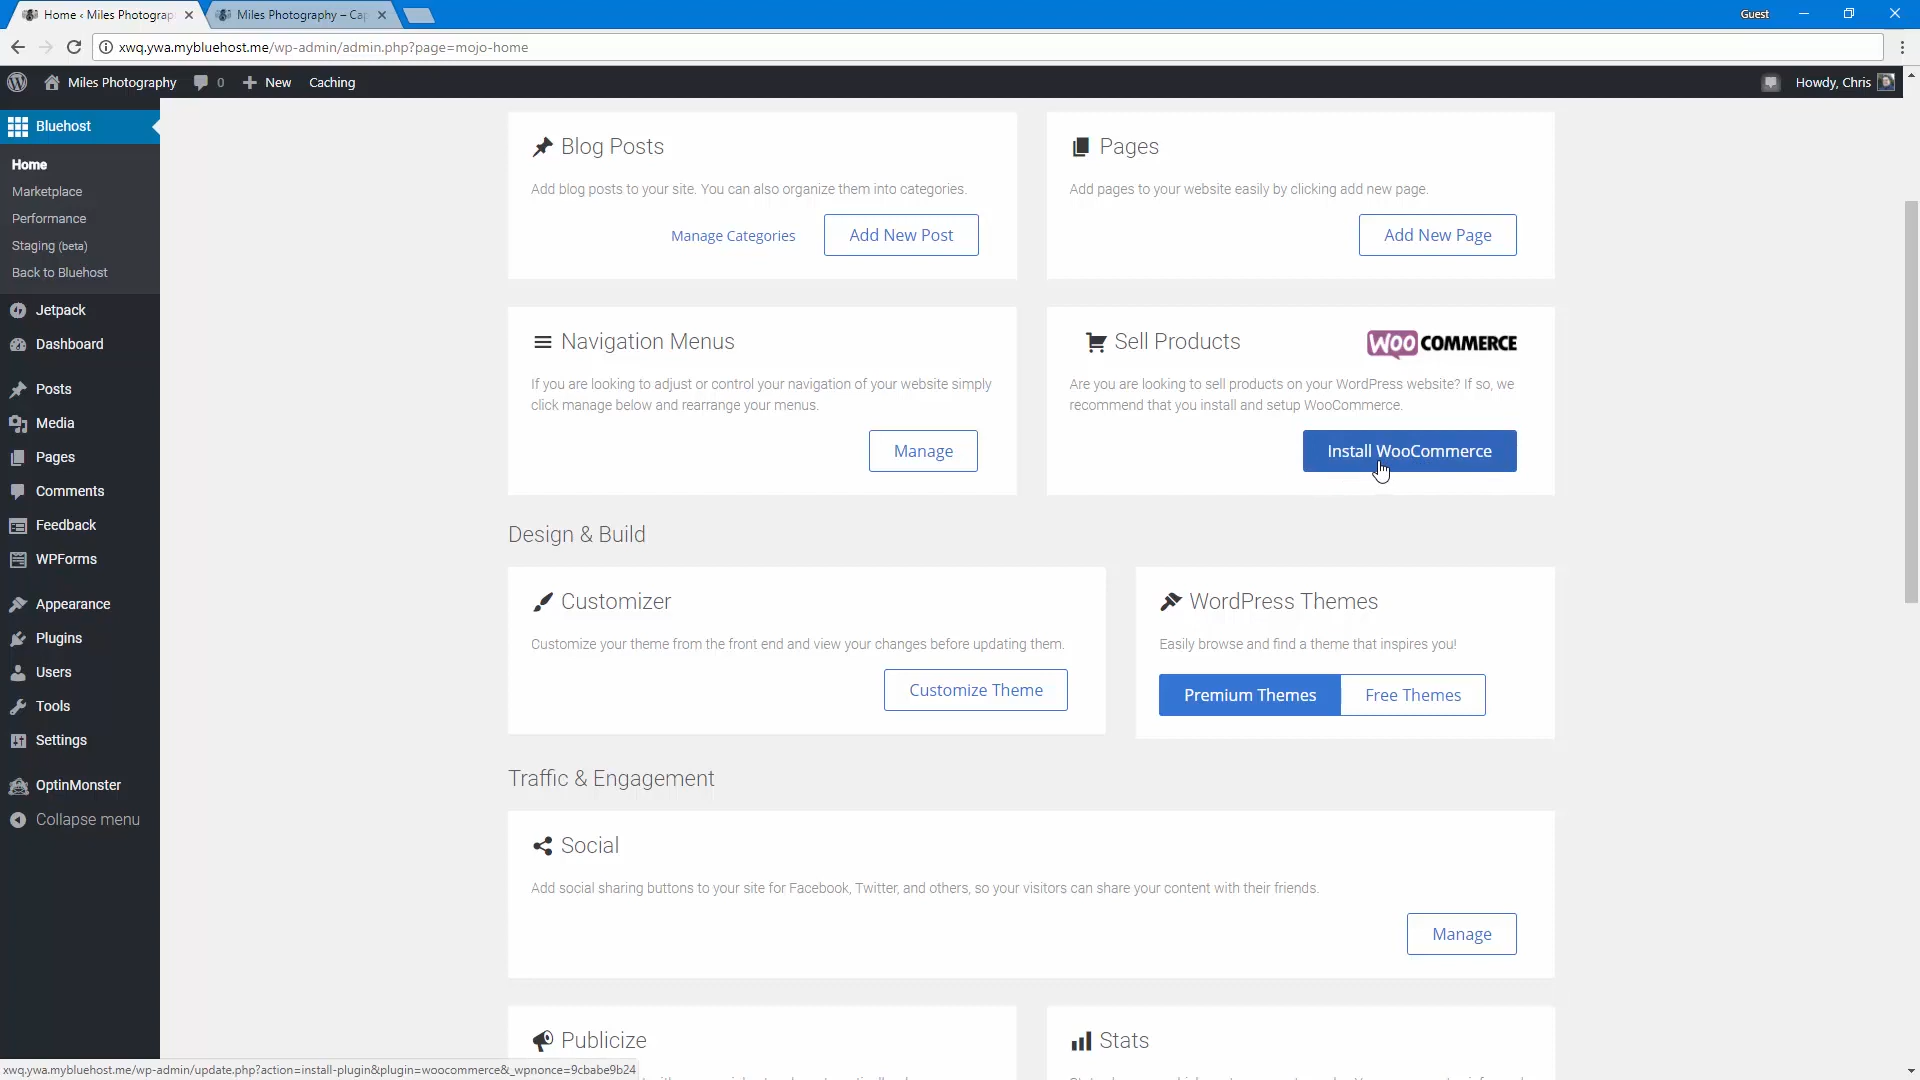 Home ‹ Miles Photograp
Miles Photography – Cap
Guest
xwq.ywa.mybluehost.me/wp-admin/admin.php?page=mojo-home
Miles Photography
0
New
Caching
Howdy, Chris
Bluehost
Home
Marketplace
Performance
Staging (beta)
Back to Bluehost
Jetpack
Dashboard
Posts
Media
Pages
Comments
Feedback
WPForms
Appearance
Plugins
Users
Tools
Settings
OptinMonster
Collapse menu
Blog Posts
Add blog posts to your site. You can also organize them into categories.
Manage Categories
Add New Post
Pages
Add pages to your website easily by clicking add new page.
Add New Page
Navigation Menus
If you are looking to adjust or control your navigation of your website simply
click manage below and rearrange your menus.
Manage
Sell Products
WOO COMMERCE
Are you are looking to sell products on your WordPress website? If so, we
recommend that you install and setup WooCommerce.
Install WooCommerce
Design & Build
Customizer
Customize your theme from the front end and view your changes before updating them.
Customize Theme
WordPress Themes
Easily browse and find a theme that inspires you!
Premium Themes
Free Themes
Traffic & Engagement
Social
Add social sharing buttons to your site for Facebook, Twitter, and others, so your visitors can share your content with their friends.
Manage
Publicize
Stats
xwq.ywa.mybluehost.me/wp-admin/update.php?action=install-plugin&plugin=woocommerce&_wpnonce=9cbabe9b24